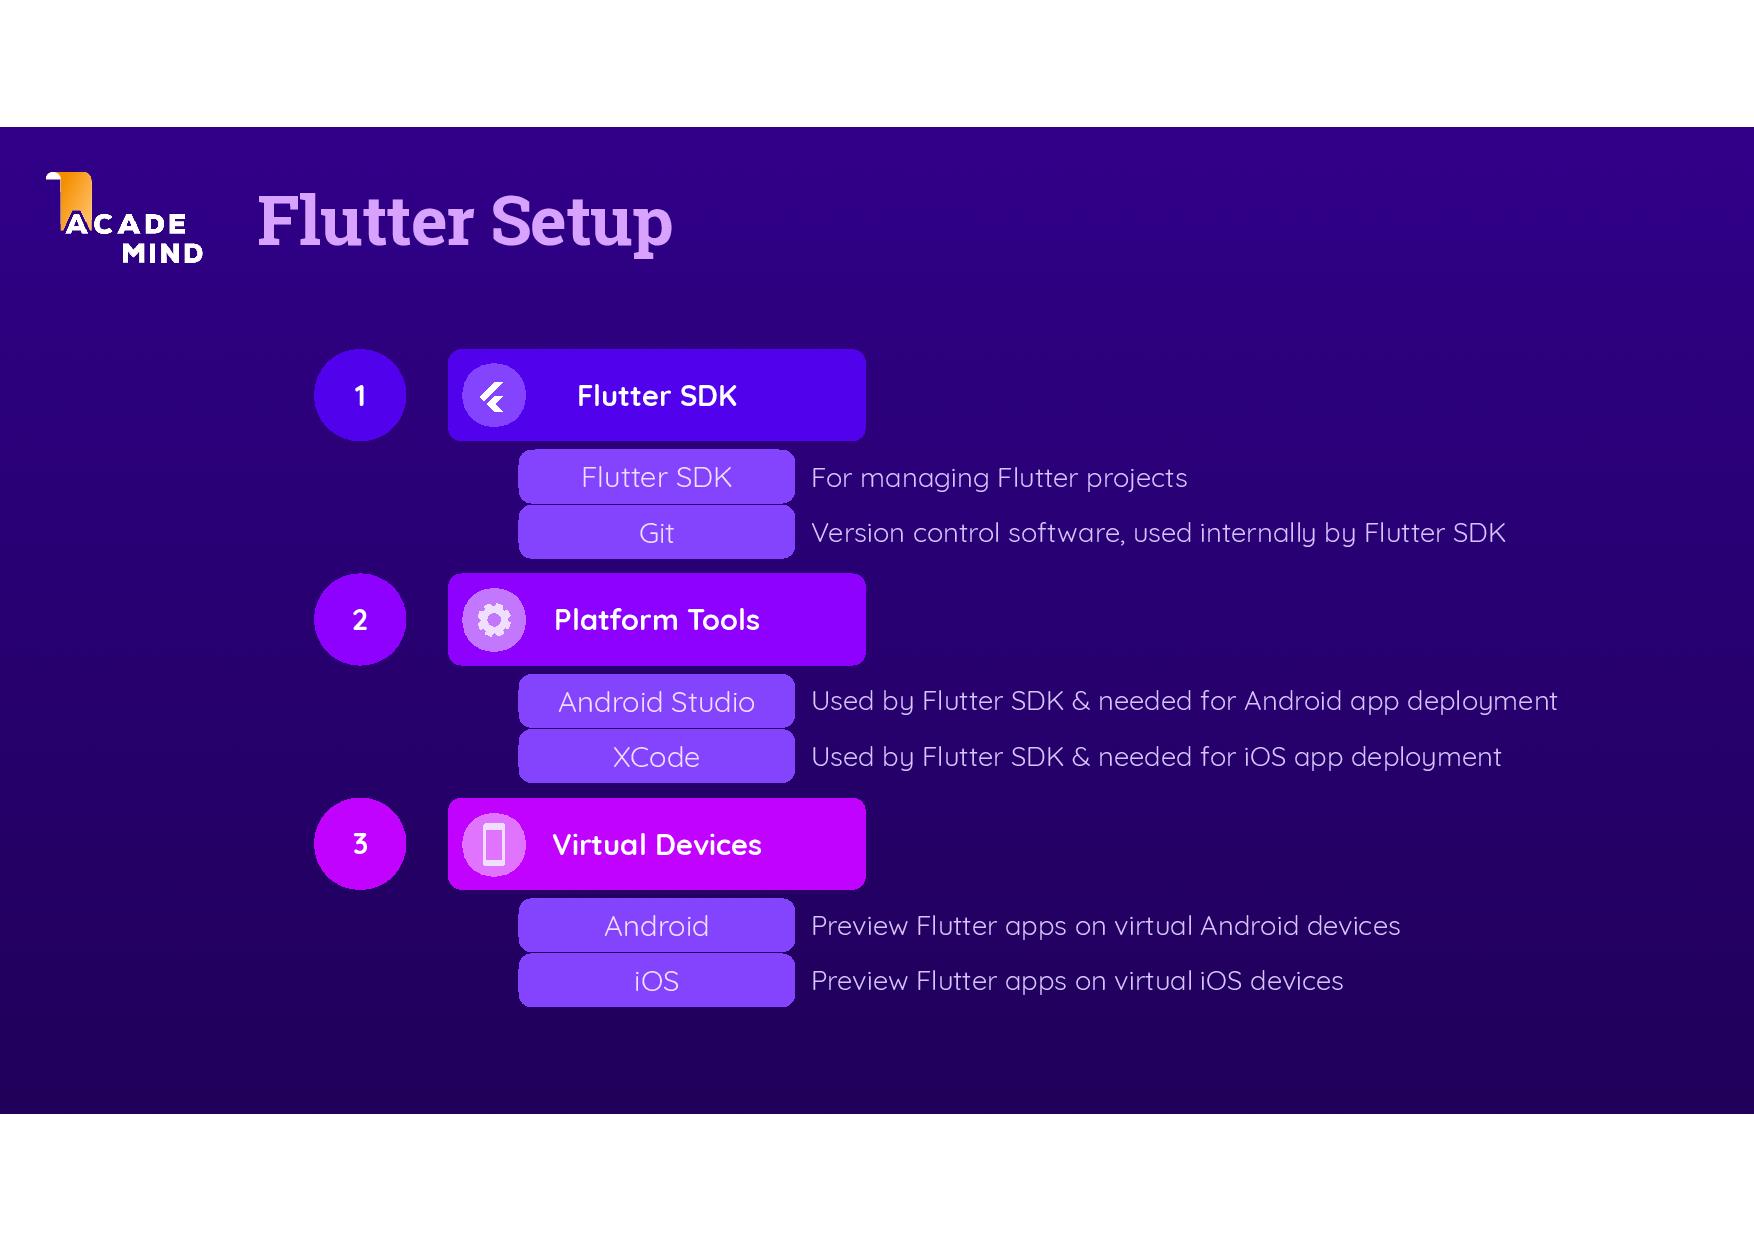 ACADE
MIND
Flutter Setup
1
Flutter SDK
Flutter SDK
For managing Flutter projects
Git
Version control software, used internally by Flutter SDK
2
Platform Tools
Android Studio
Used by Flutter SDK & needed for Android app deployment
XCode
Used by Flutter SDK & needed for iOS app deployment
3
Virtual Devices
Android
Preview Flutter apps on virtual Android devices
iOS
Preview Flutter apps on virtual iOS devices